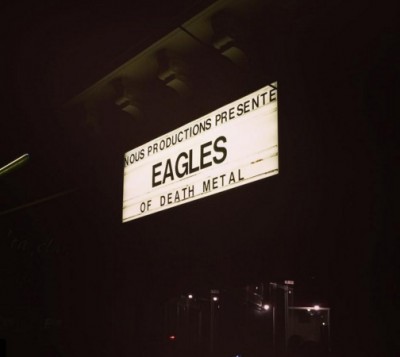 NOUS PRODUCTIONS PRESENTE
EAGLES
OF DEATH METAL